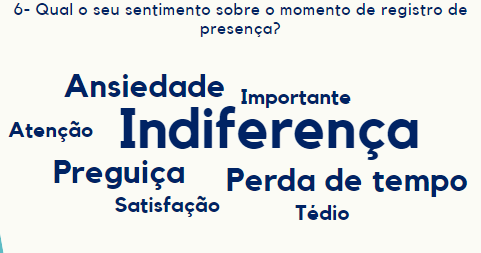 6- Qual o seu sentimento sobre o momento de registro de
presença?
Ansiedade
Importante
Atenção
Indiferença
Preguiça
Perda de tempo
Satisfação
Tédio